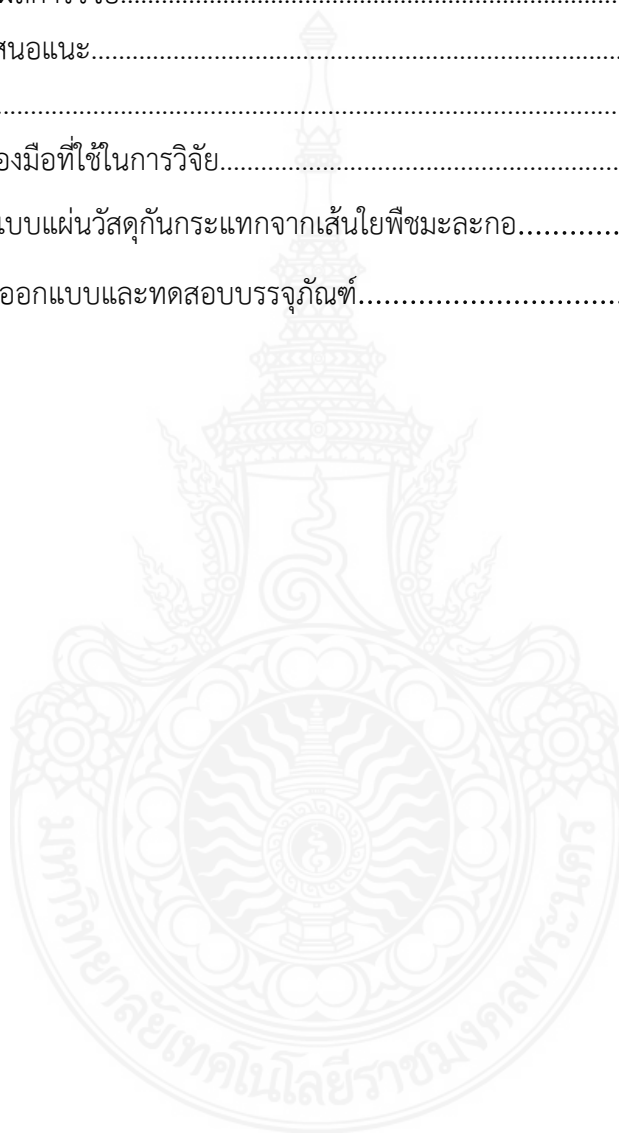 สนอแนะ................................................................................
................................................................................
องมือที่ใช้ในการวิจัย................................................................
แบบแผ่นวัสดุกันกระแทกจากเส้นใยพืชมะละกอ.............
ออกแบบและทดสอบบรรจุภัณฑ์.................................
มหาวิทยาลัยเทคโนโลยีราชมงคลพระนคร